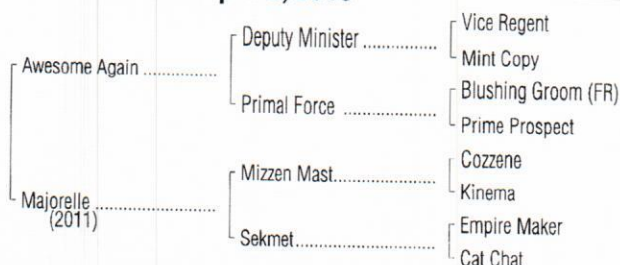 Vice Regent
Deputy Minister ..................
Mint Copy
Awesome Again ..................
Blushing Groom (FR)
Primal Force ..................
Prime Prospect
Cozzene
Mizzen Mast..................
Kinema
Majorelle ..................
(2011)
Empire Maker
Sekmet..................
Cat Chat